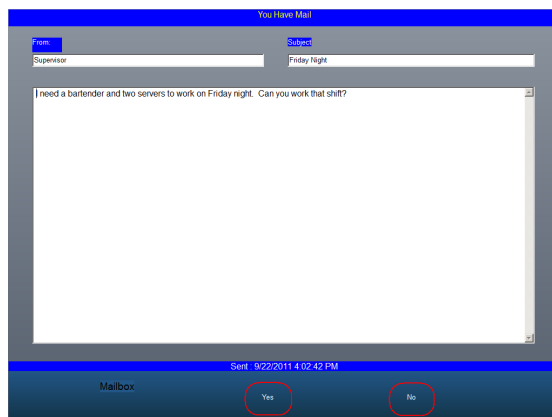 You Have Mail
From: Subject
Supervisor Friday Night
I need a bartender and two servers to work on Friday night. Can you work that shift?
Sent : 9/22/2011 4:02:42 PM
Mailbox Yes No